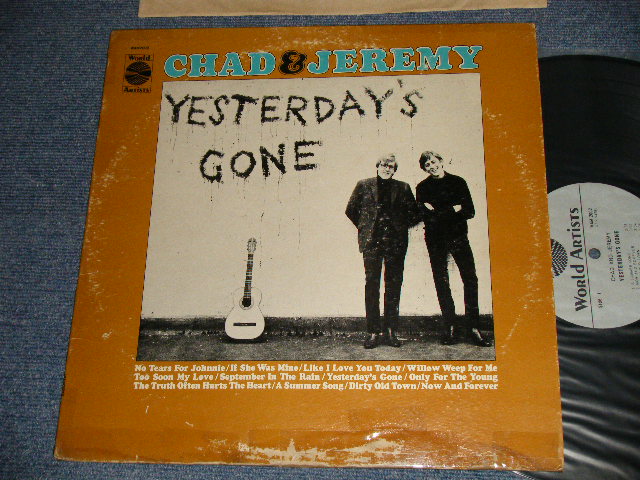 World
Artists
CHAD & JEREMY
YESTERDAY'S
GONE
No Tears For Johnnie/If She Was Mine/Like I Love You Today/Willow Weep For Me
Too Soon My Love/September In The Rain/Yesterday's Gone/Only For The Young
The Truth Often Hurts The Heart/A Summer Song/Dirty Old Town/Now And Forever
WORLD ARTISTS
CHAD AND JEREMY
YESTERDAY'S GONE